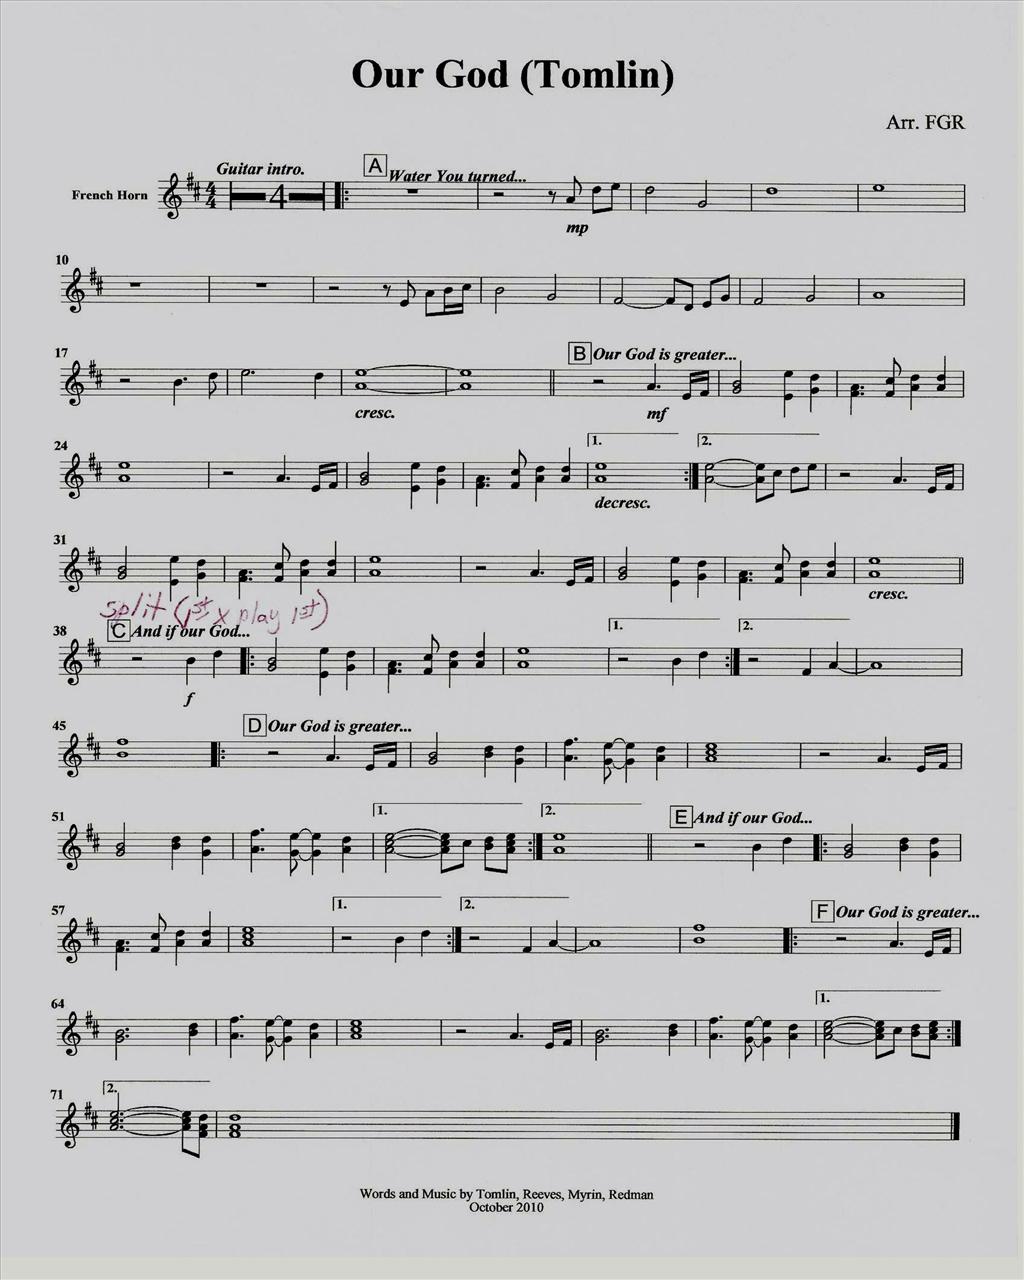 Our God (Tomlin)
Arr. FGR
Guitar intro.
A Water You turned...
French Horn
4
4
4
mp
10
17
B Our God is greater...
cresc.
mf
24
1.
2.
decresc.
31
cresc.
split (1st x play 1st)
38
C And if our God...
1.
2.
f
45
D Our God is greater...
51
1.
2.
E And if our God...
57
1.
2.
F Our God is greater...
64
1.
71
2.
Words and Music by Tomlin, Reeves, Myrin, Redman
October 2010